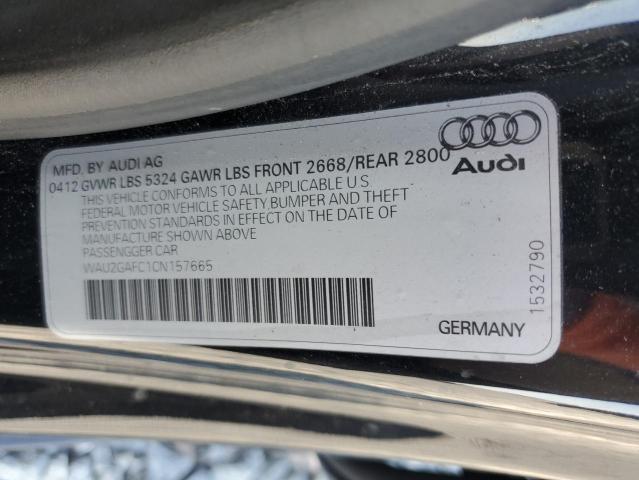 MFD. BY AUDI AG
0412 GVWR LBS 5324 GAWR LBS FRONT 2668/REAR 2800
THIS VEHICLE CONFORMS TO ALL APPLICABLE U.S
FEDERAL MOTOR VEHICLE SAFETY,BUMPER AND THEFT
PREVENTION STANDARDS IN EFFECT ON THE DATE OF
MANUFACTURE SHOWN ABOVE
PASSENGGER CAR
WAU2GAFC1CN157665
Audi
1532790
GERMANY